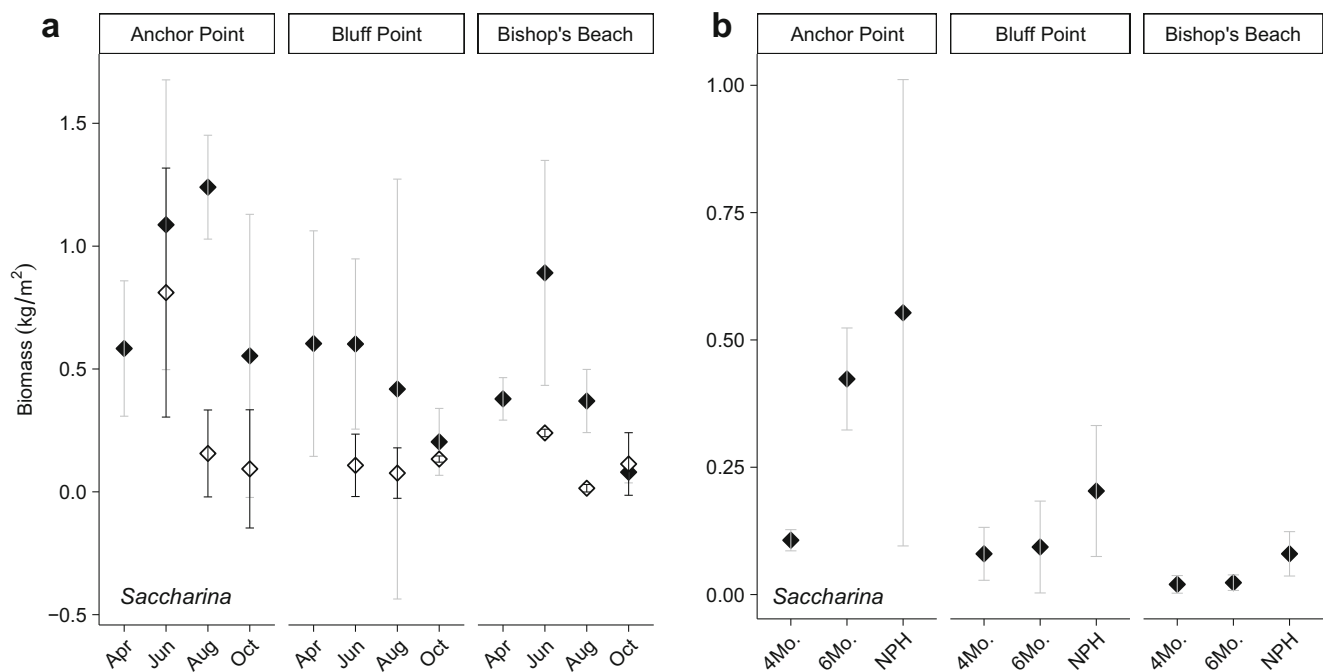 a
Anchor Point Bluff Point Bishop's Beach
Biomass (kg/m²)
1.5
1.0
0.5
0.0
−0.5
Saccharina
Apr Jun Aug Oct Apr Jun Aug Oct Apr Jun Aug Oct
b
Anchor Point Bluff Point Bishop's Beach
1.00
0.75
0.50
0.25
0.00
Saccharina
4Mo. 6Mo. NPH 4Mo. 6Mo. NPH 4Mo. 6Mo. NPH